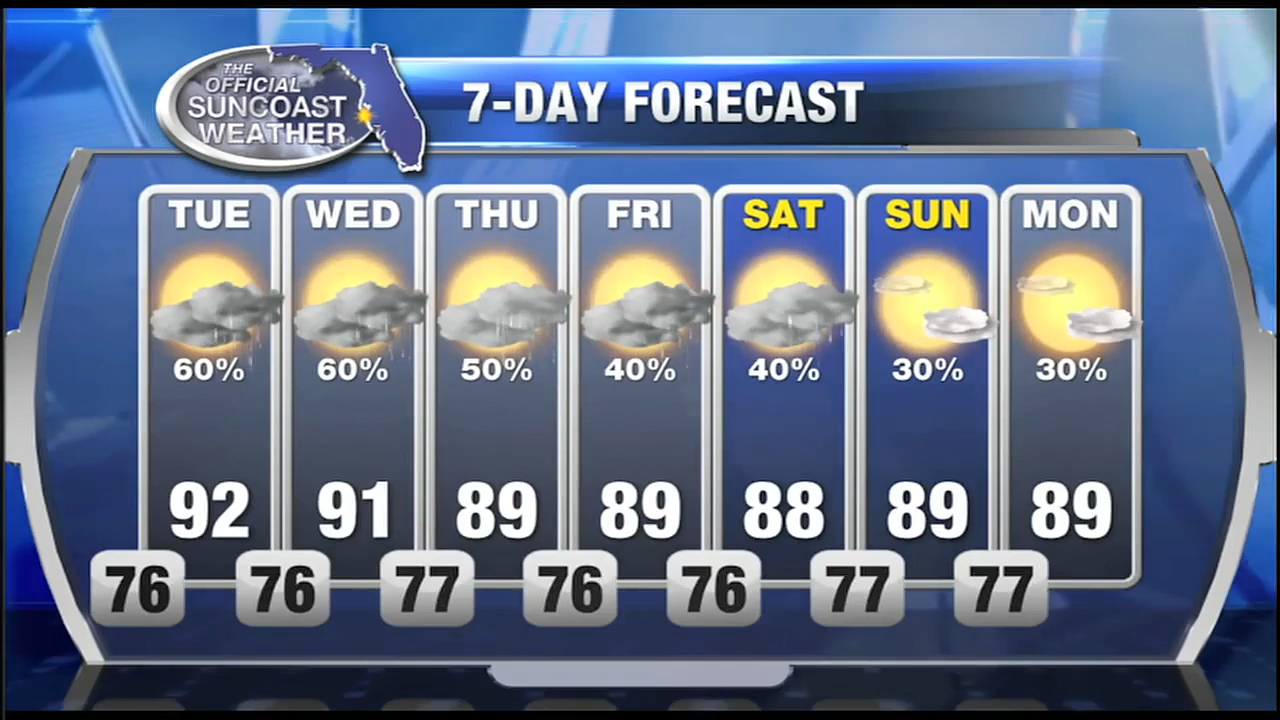 THE
OFFICIAL
SUNCOAST
WEATHER
7-DAY FORECAST
TUE WED THU FRI SAT SUN MON
60% 60% 50% 40% 40% 30% 30%
92 91 89 89 88 89 89
76 76 77 76 76 77 77